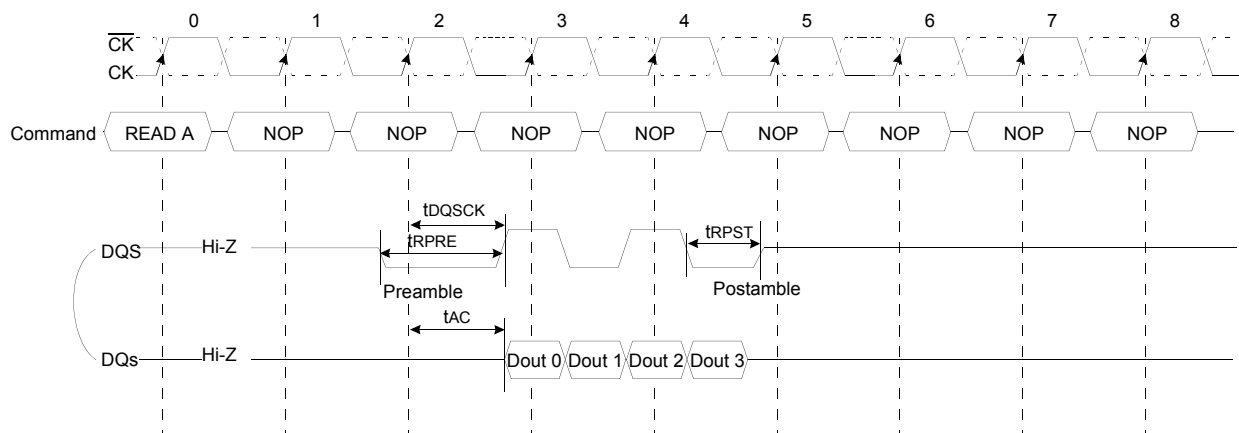 0 1 2 3 4 5 6 7 8
CK
CK
Command READ A NOP NOP NOP NOP NOP NOP NOP NOP
tDQSCK
tRPRE
tRPST
DQS Hi-Z
Preamble
Postamble
tAC
DQs Hi-Z Dout 0 Dout 1 Dout 2 Dout 3